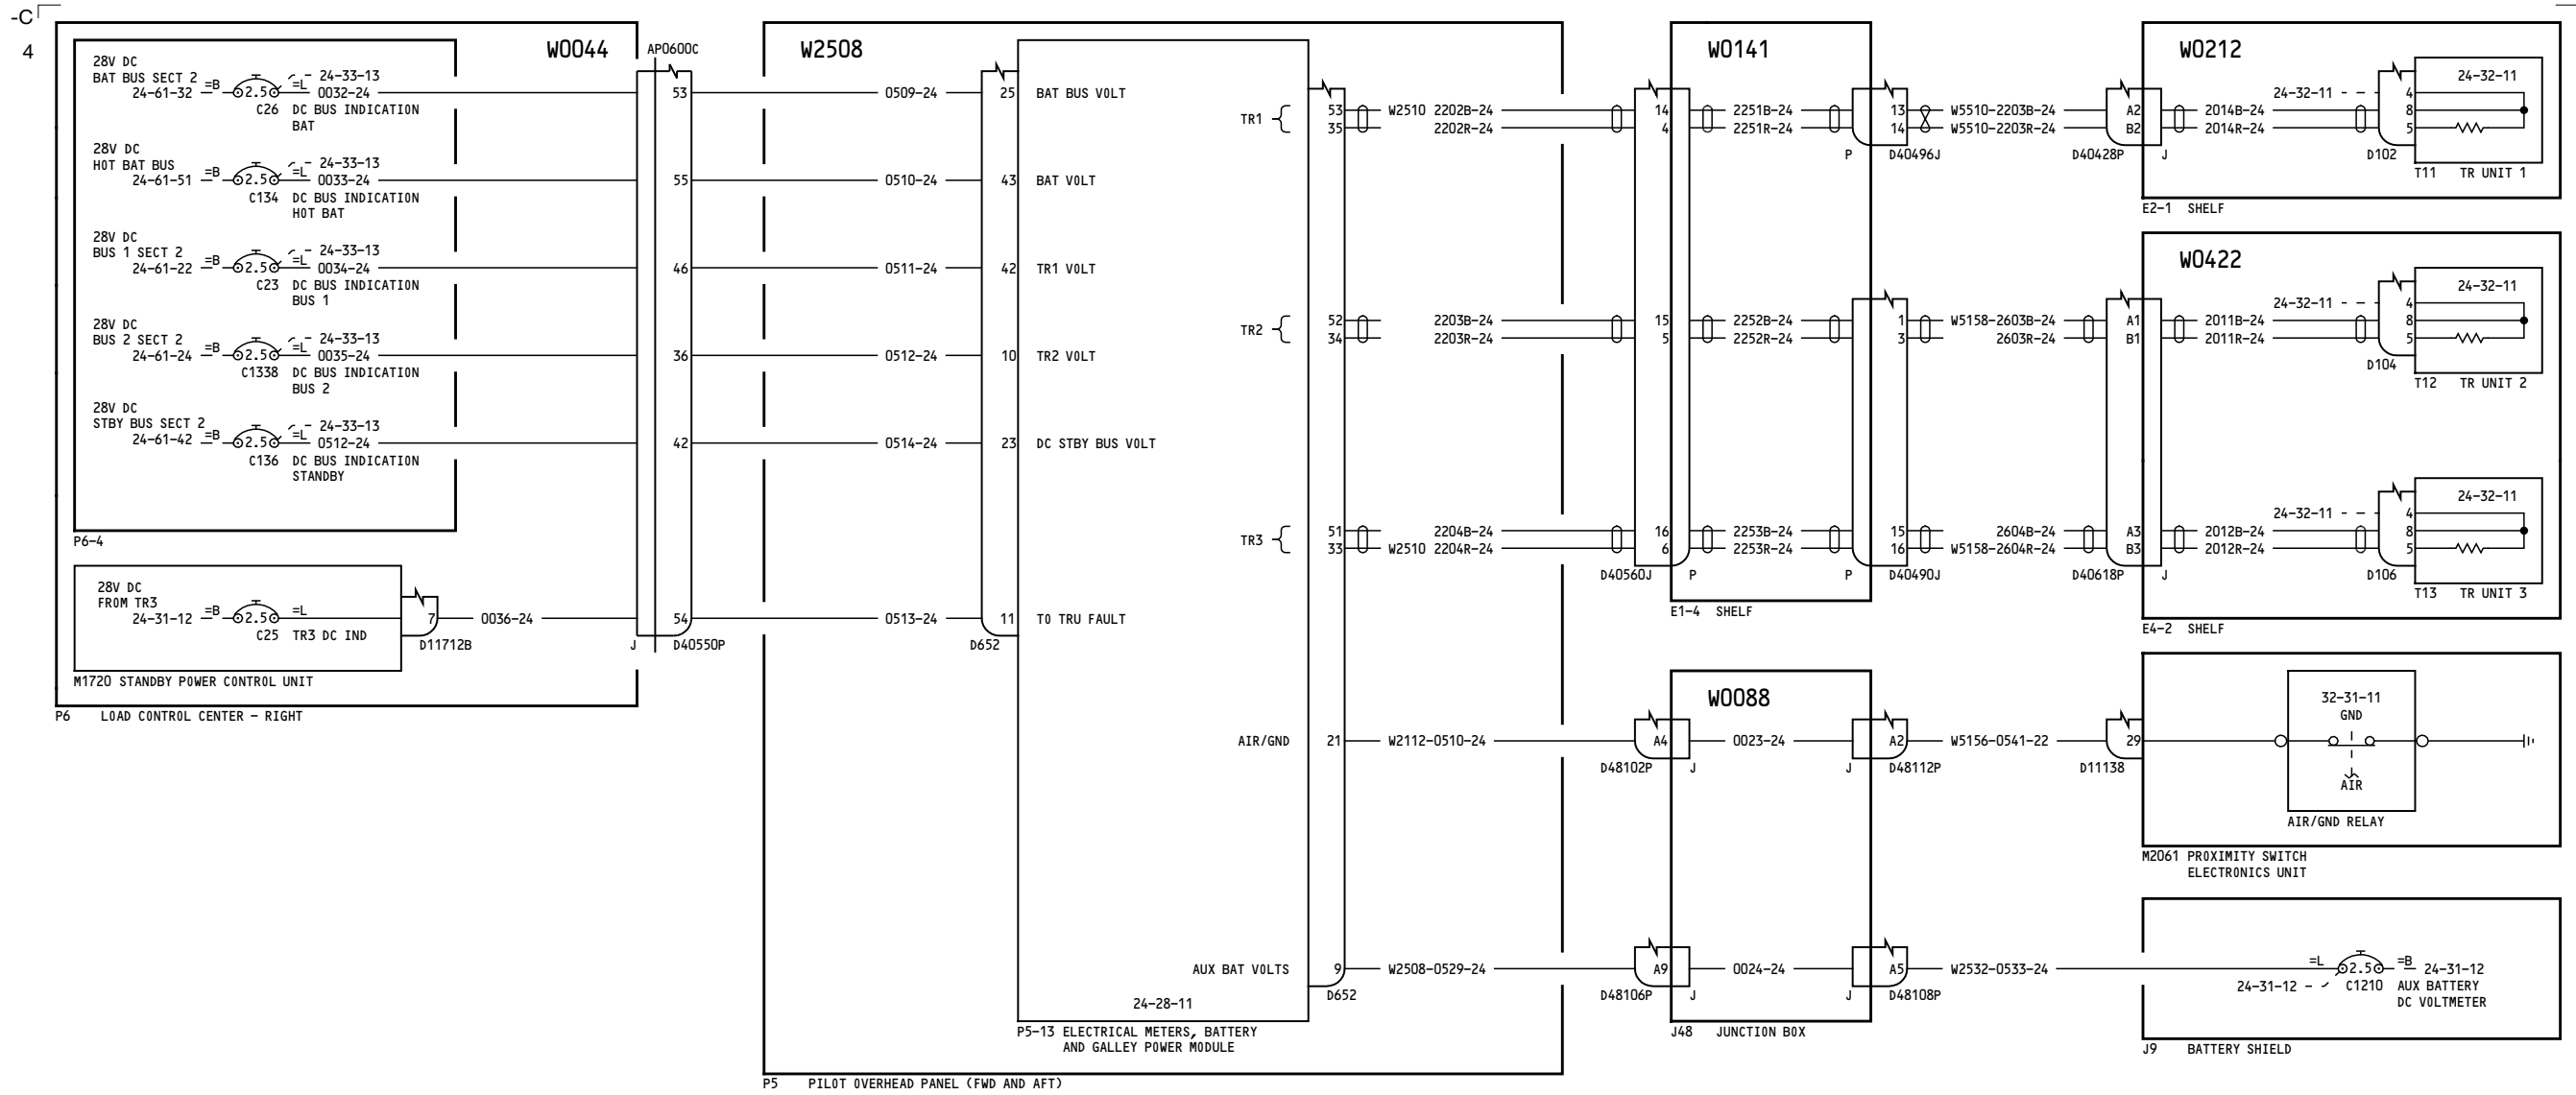 -C
4
W0044
28V DC
BAT BUS SECT 2
24-61-32 =B 2.5 =L 24-33-13
0032-24
C26 DC BUS INDICATION
BAT
28V DC
HOT BAT BUS
24-61-51 =B 2.5 =L 24-33-13
0033-24
C134 DC BUS INDICATION
HOT BAT
28V DC
BUS 1 SECT 2
24-61-22 =B 2.5 =L 24-33-13
0034-24
C23 DC BUS INDICATION
BUS 1
28V DC
BUS 2 SECT 2
24-61-24 =B 2.5 =L 24-33-13
0035-24
C1338 DC BUS INDICATION
BUS 2
28V DC
STBY BUS SECT 2
24-61-42 =B 2.5 =L 24-33-13
0512-24
C136 DC BUS INDICATION
STANDBY
P6-4
28V DC
FROM TR3
24-31-12 =B 2.5 =L
C25 TR3 DC IND
7 0036-24
D11712B
M1720 STANDBY POWER CONTROL UNIT
P6 LOAD CONTROL CENTER - RIGHT
AP0600C
53
55
46
36
42
54
J D40550P
W2508
0509-24 25 BAT BUS VOLT
0510-24 43 BAT VOLT
0511-24 42 TR1 VOLT
0512-24 10 TR2 VOLT
0514-24 23 DC STBY BUS VOLT
0513-24 11 TO TRU FAULT
D652
TR1 53 W2510 2202B-24 14
35 2202R-24 4
TR2 52 2203B-24 15
34 2203R-24 5
TR3 51 2204B-24 16
33 W2510 2204R-24 6
D40560J P
AIR/GND 21 W2112-0510-24 A4
D48102P J
AUX BAT VOLTS 9 W2508-0529-24 A9
D652 D48106P J
24-28-11
P5-13 ELECTRICAL METERS, BATTERY
AND GALLEY POWER MODULE
P5 PILOT OVERHEAD PANEL (FWD AND AFT)
W0141
2251B-24 13 W5510-2203B-24 A2
2251R-24 14 W5510-2203R-24 B2
P D40496J D40428P J
2252B-24 1 W5158-2603B-24 A1
2252R-24 3 2603R-24 B1
2253B-24 15 2604B-24 A3
2253R-24 16 W5158-2604R-24 B3
P D40490J D40618P J
E1-4 SHELF
W0088
0023-24 A2 W5156-0541-22 29
J D48112P D11138
0024-24 A5 W2532-0533-24
J D48108P
J48 JUNCTION BOX
W0212
24-32-11
24-32-11 4
2014B-24 8
2014R-24 5
D102
T11 TR UNIT 1
E2-1 SHELF
W0422
24-32-11
24-32-11 4
2011B-24 8
2011R-24 5
D104
T12 TR UNIT 2
24-32-11
24-32-11 4
2012B-24 8
2012R-24 5
D106
T13 TR UNIT 3
E4-2 SHELF
32-31-11
GND
AIR
AIR/GND RELAY
M2061 PROXIMITY SWITCH
ELECTRONICS UNIT
=L 2.5 =B 24-31-12
24-31-12 C1210 AUX BATTERY
DC VOLTMETER
J9 BATTERY SHIELD